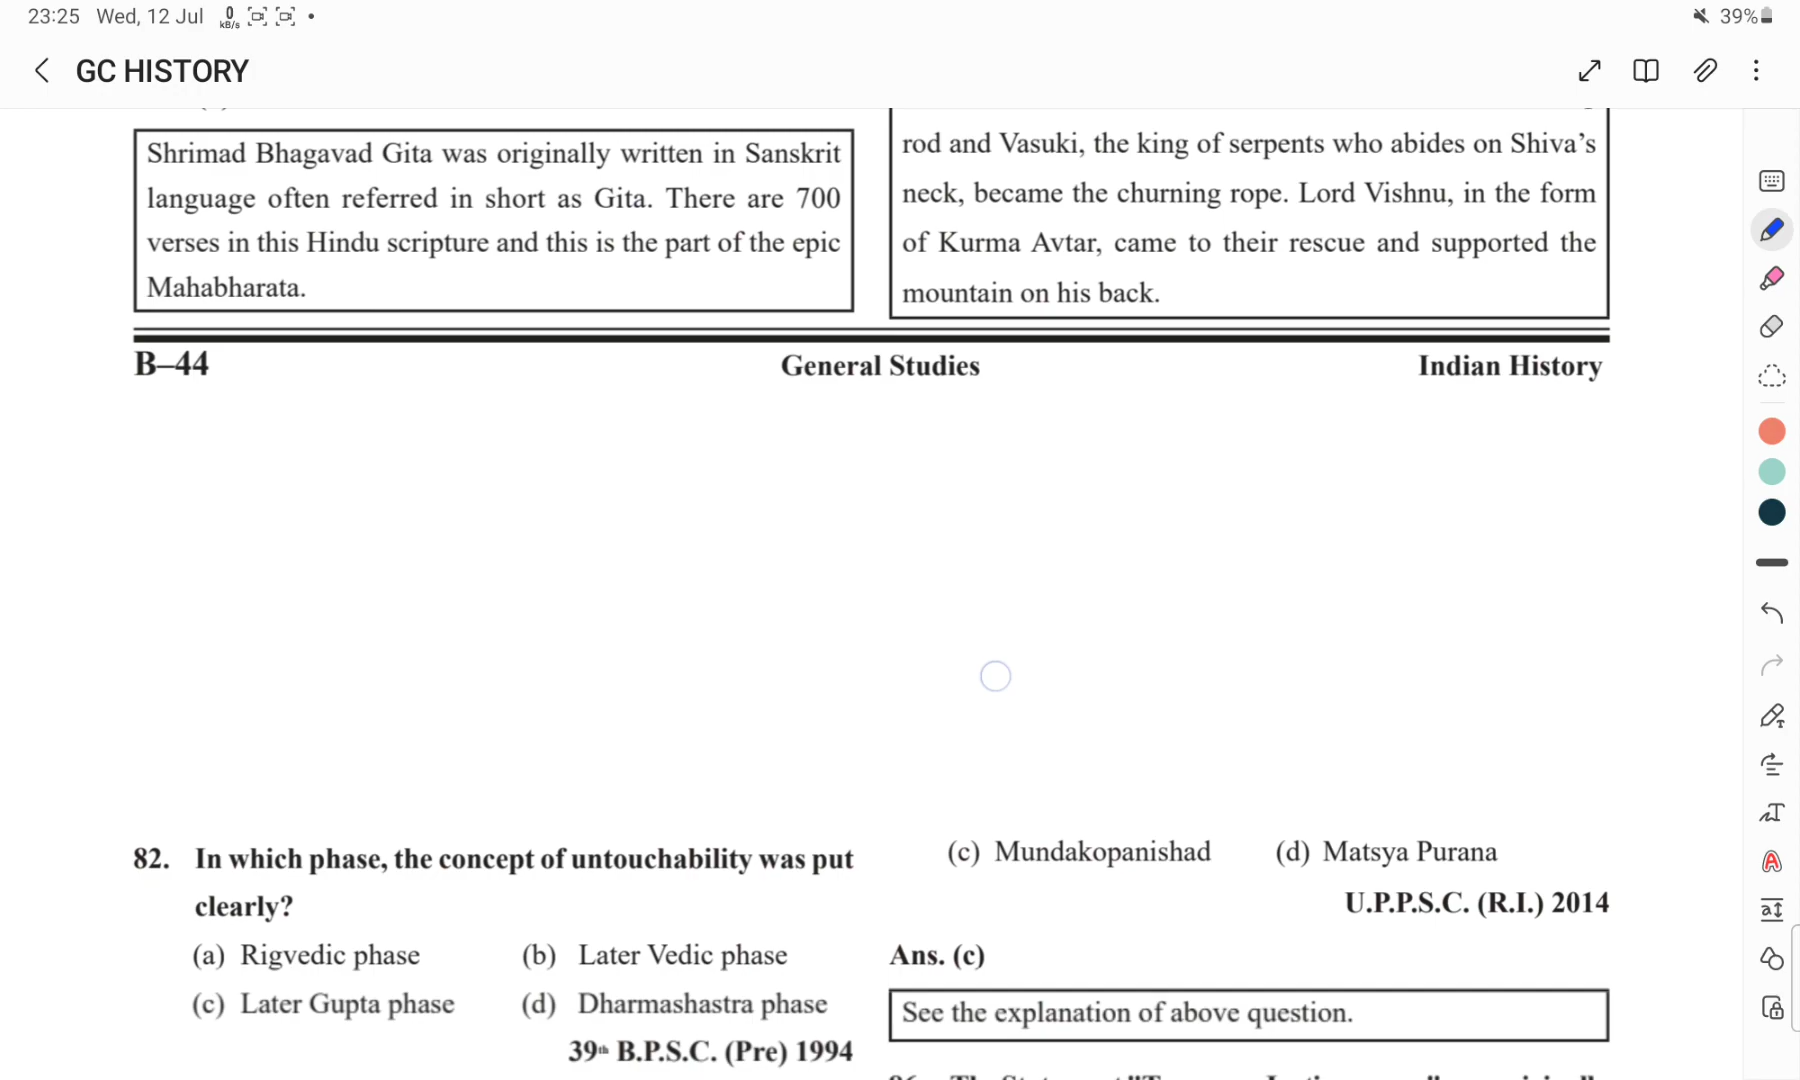 23:25 Wed, 12 Jul 0 kB/s 39%
GC HISTORY
Shrimad Bhagavad Gita was originally written in Sanskrit
language often referred in short as Gita. There are 700
verses in this Hindu scripture and this is the part of the epic
Mahabharata.
rod and Vasuki, the king of serpents who abides on Shiva’s
neck, became the churning rope. Lord Vishnu, in the form
of Kurma Avtar, came to their rescue and supported the
mountain on his back.
B–44 General Studies Indian History
82. In which phase, the concept of untouchability was put
clearly?
(a) Rigvedic phase (b) Later Vedic phase
(c) Later Gupta phase (d) Dharmashastra phase
39th B.P.S.C. (Pre) 1994
(c) Mundakopanishad (d) Matsya Purana
U.P.P.S.C. (R.I.) 2014
Ans. (c)
See the explanation of above question.